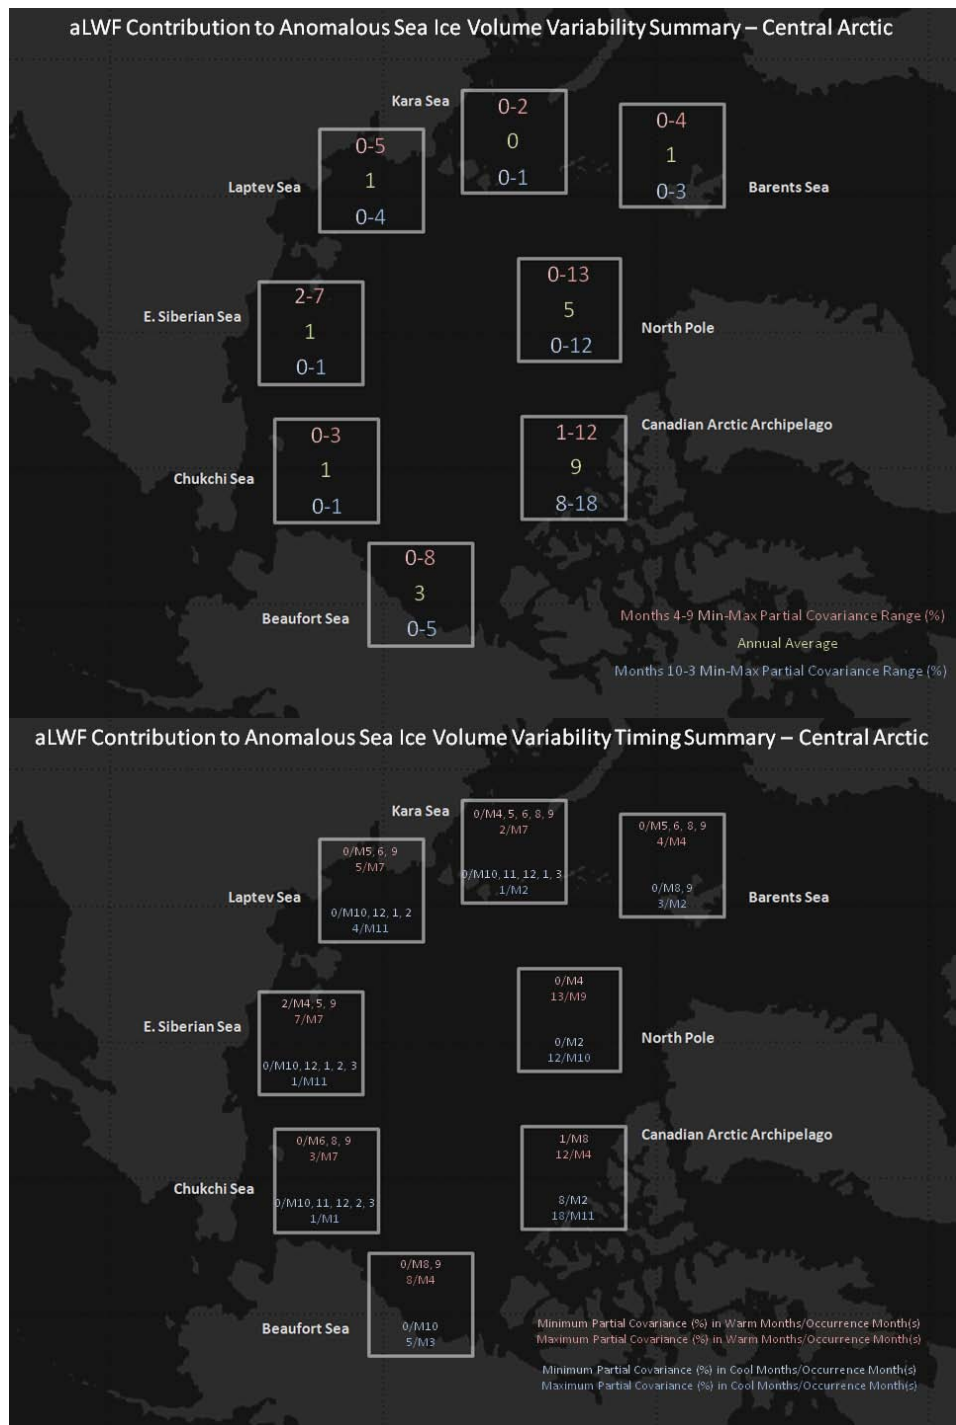 aLWF Contribution to Anomalous Sea Ice Volume Variability Summary – Central Arctic
Kara Sea
0-2
0
0-1
0-4
1
0-3
Barents Sea
Laptev Sea
0-5
1
0-4
E. Siberian Sea
2-7
1
0-1
0-13
5
0-12
North Pole
Chukchi Sea
0-3
1
0-1
1-12
9
8-18
Canadian Arctic Archipelago
Beaufort Sea
0-8
3
0-5
Months 4-9 Min-Max Partial Covariance Range (%)
Annual Average
Months 10-3 Min-Max Partial Covariance Range (%)
aLWF Contribution to Anomalous Sea Ice Volume Variability Timing Summary – Central Arctic
Kara Sea
0/M4, 5, 6, 8, 9
2/M7
0/M10, 11, 12, 1, 3
1/M2
0/M5, 6, 8, 9
4/M4
0/M8, 9
3/M2
Barents Sea
Laptev Sea
0/M5, 6, 9
5/M7
0/M10, 12, 1, 2
4/M11
E. Siberian Sea
2/M4, 5, 9
7/M7
0/M10, 12, 1, 2, 3
1/M11
0/M4
13/M9
0/M2
12/M10
North Pole
Chukchi Sea
0/M6, 8, 9
3/M7
0/M10, 11, 12, 2, 3
1/M1
1/M8
12/M4
8/M2
18/M11
Canadian Arctic Archipelago
Beaufort Sea
0/M8, 9
8/M4
0/M10
5/M3
Minimum Partial Covariance (%) in Warm Months/Occurrence Month(s)
Maximum Partial Covariance (%) in Warm Months/Occurrence Month(s)
Minimum Partial Covariance (%) in Cool Months/Occurrence Month(s)
Maximum Partial Covariance (%) in Cool Months/Occurrence Month(s)